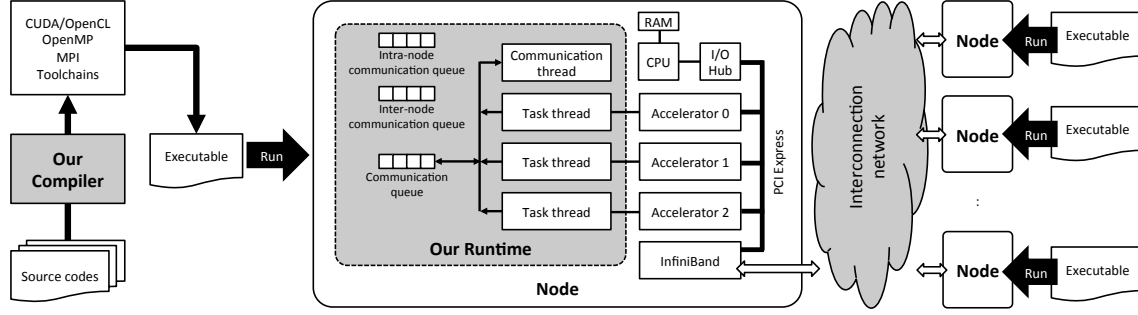 CUDA/OpenCL
OpenMP
MPI
Toolchains
Our
Compiler
Source codes
Executable
Run
Intra-node
communication queue
Inter-node
communication queue
Communication
queue
Communication
thread
Task thread
Task thread
Task thread
Our Runtime
RAM
CPU
I/O
Hub
Accelerator 0
Accelerator 1
Accelerator 2
InfiniBand
PCI Express
Node
Interconnection
network
Node
Run
Executable
Node
Run
Executable
:
Node
Run
Executable